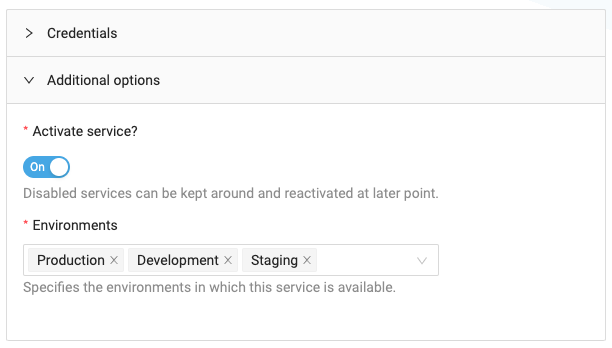 Credentials
Additional options
* Activate service?
On
Disabled services can be kept around and reactivated at later point.
* Environments
Production × Development × Staging ×
Specifies the environments in which this service is available.